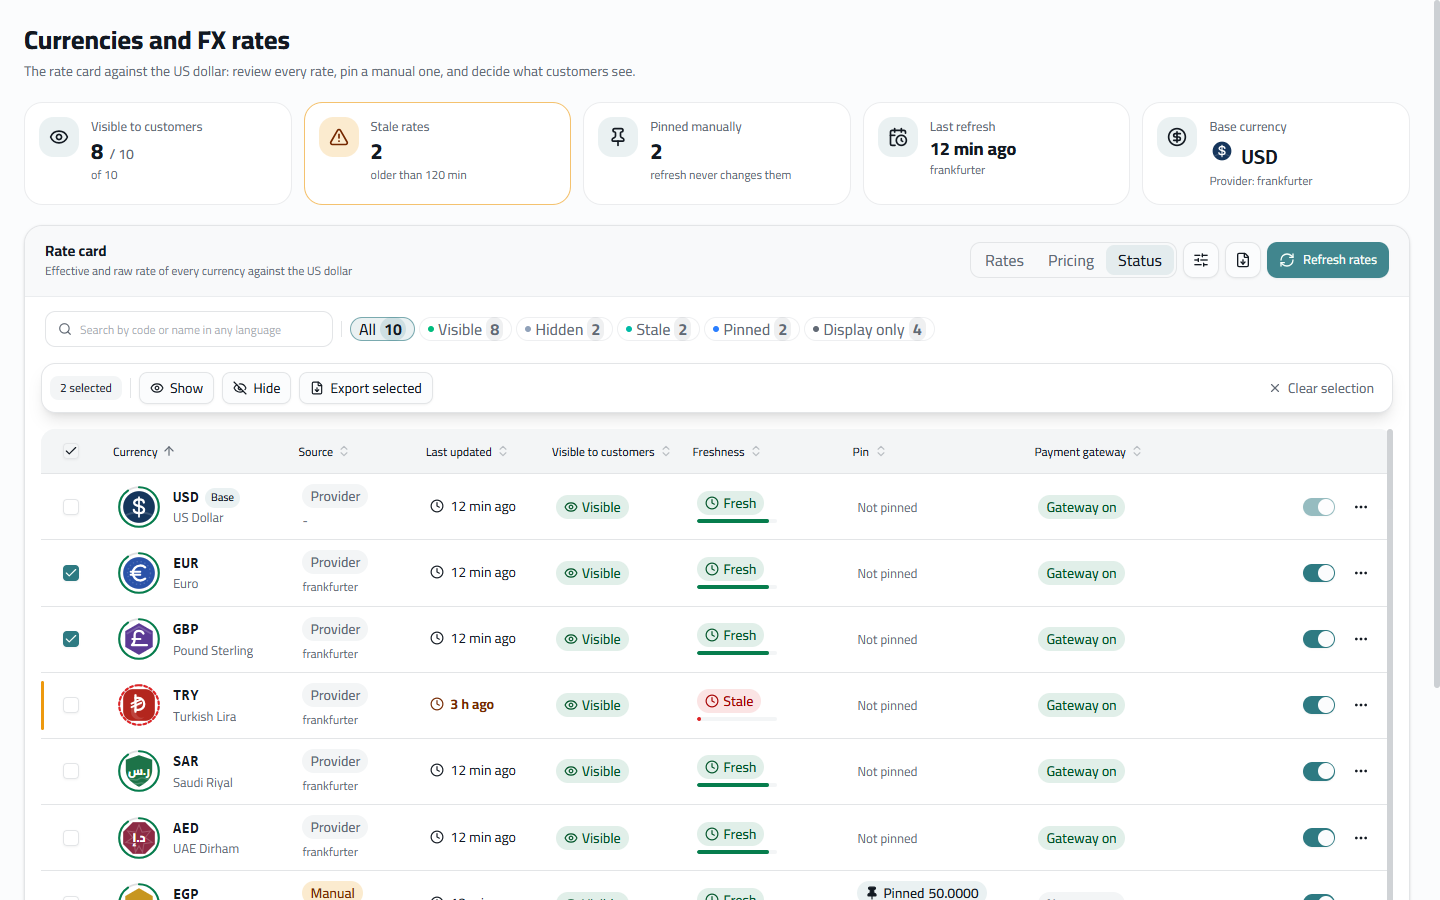 Currencies and FX rates
The rate card against the US dollar: review every rate, pin a manual one, and decide what customers see.
Visible to customers
8 / 10
of 10
Stale rates
2
older than 120 min
Pinned manually
2
refresh never changes them
Last refresh
12 min ago
frankfurter
Base currency
$ USD
Provider: frankfurter
Rate card
Effective and raw rate of every currency against the US dollar
Rates Pricing Status Refresh rates
Search by code or name in any language All 10 Visible 8 Hidden 2 Stale 2 Pinned 2 Display only 4
2 selected Show Hide Export selected Clear selection
Currency Source Last updated Visible to customers Freshness Pin Payment gateway
$ USD Base Provider 12 min ago Visible Fresh Not pinned Gateway on
US Dollar -
€ EUR Provider 12 min ago Visible Fresh Not pinned Gateway on
Euro frankfurter
£ GBP Provider 12 min ago Visible Fresh Not pinned Gateway on
Pound Sterling frankfurter
₺ TRY Provider 3 h ago Visible Stale Not pinned Gateway on
Turkish Lira frankfurter
ر.س SAR Provider 12 min ago Visible Fresh Not pinned Gateway on
Saudi Riyal frankfurter
د.إ AED Provider 12 min ago Visible Fresh Not pinned Gateway on
UAE Dirham frankfurter
EGP Manual Fresh Pinned 50.0000